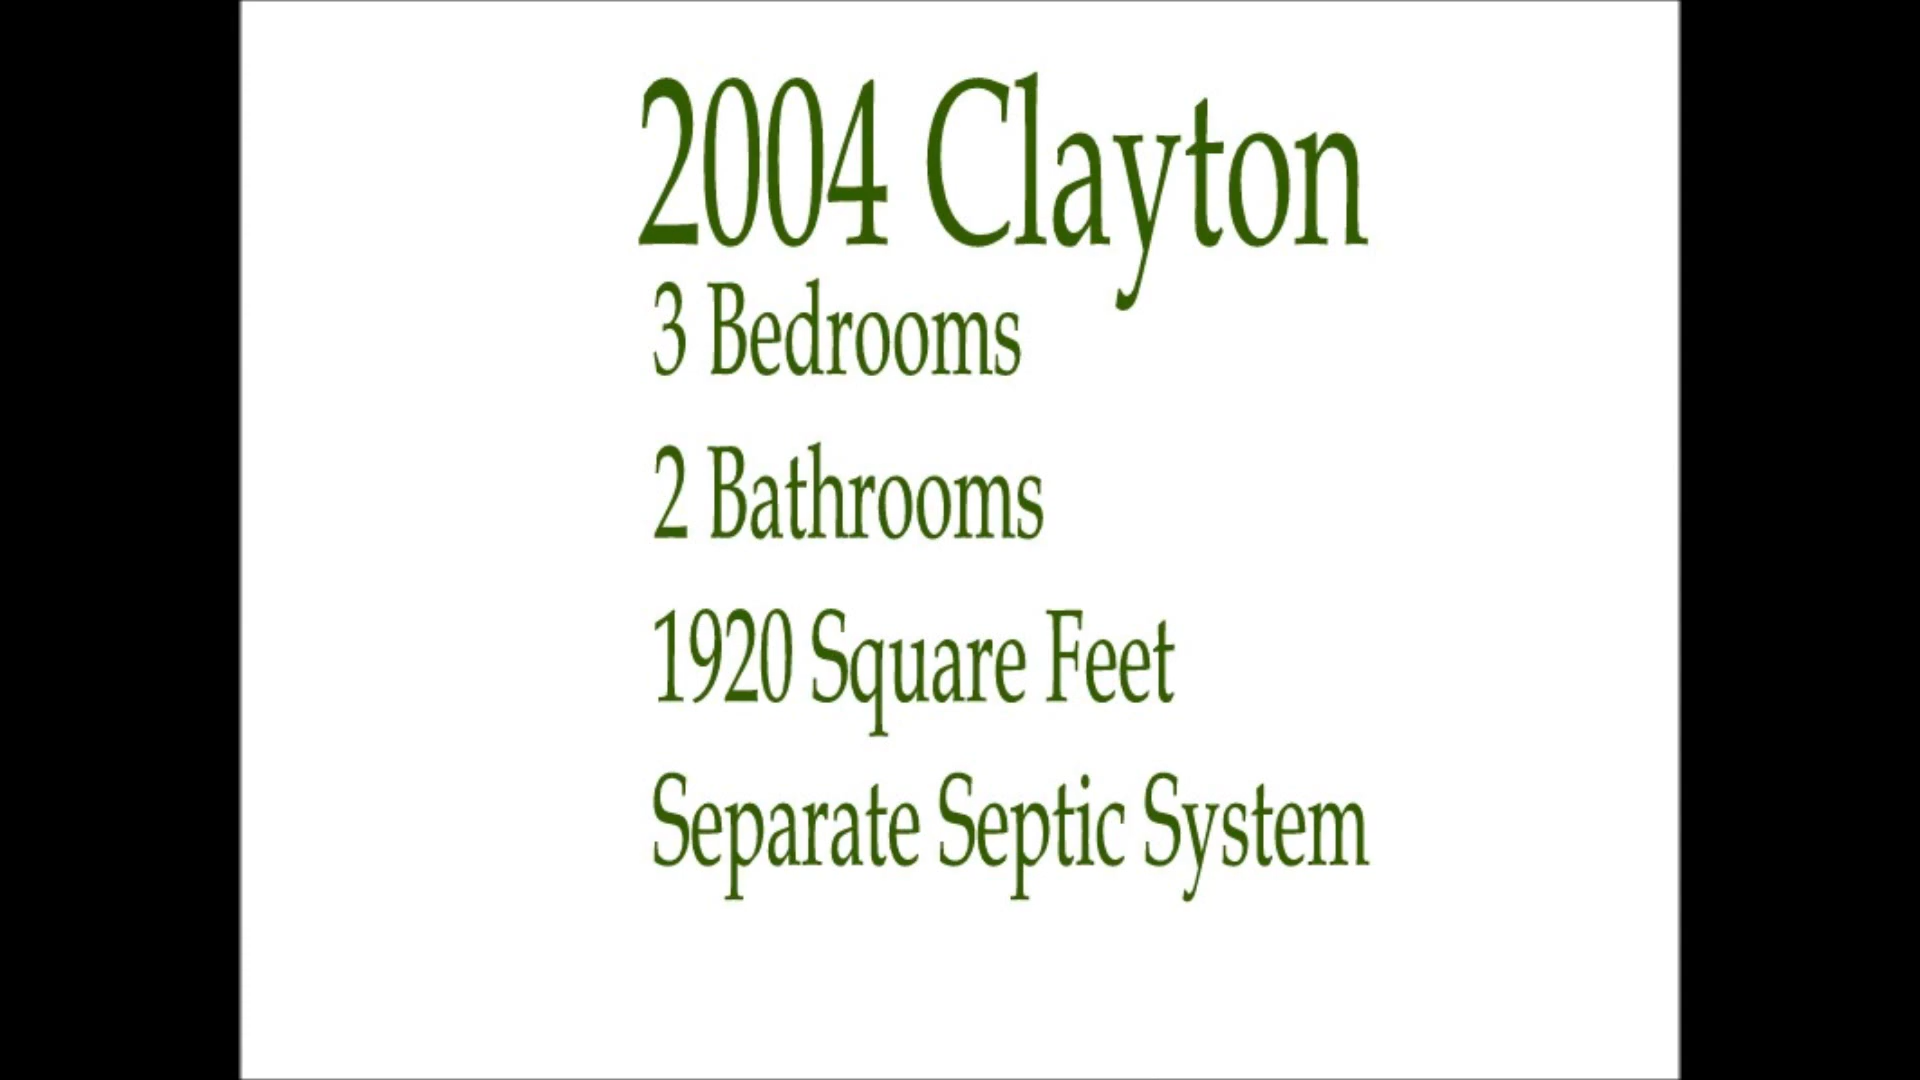 2004 Clayton
3 Bedrooms
2 Bathrooms
1920 Square Feet
Separate Septic System